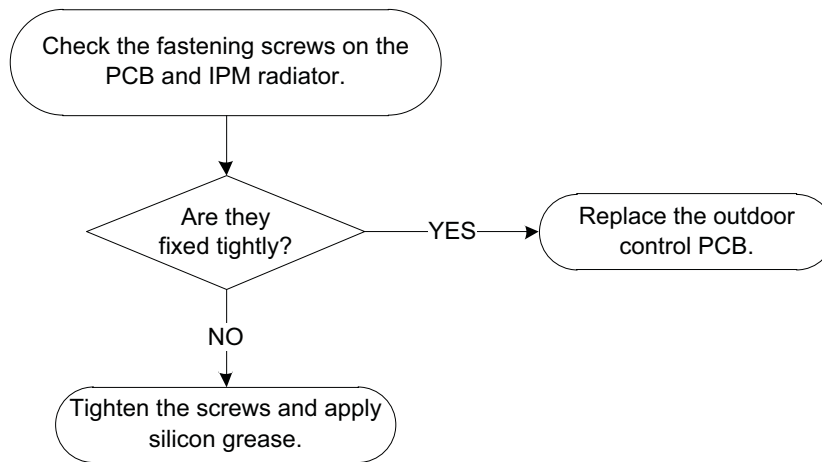 Check the fastening screws on the
PCB and IPM radiator.
Are they
fixed tightly?
YES
Replace the outdoor
control PCB.
NO
Tighten the screws and apply
silicon grease.